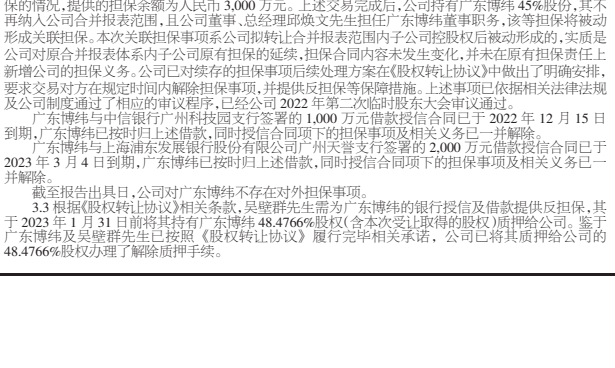 保的情况，提供的担保余额为人民币 3,000 万元。上述交易完成后，公司持有广东博纬 45%股份，其不
再纳入公司合并报表范围，且公司董事、总经理邱焕文先生担任广东博纬董事职务，该等担保将被动
形成关联担保。本次关联担保事项系公司拟转让合并报表范围内子公司控股权后被动形成的，实质是
公司对原合并报表体系内子公司原有担保的延续，担保合同内容未发生变化，并未在原有担保责任上
新增公司的担保义务。公司已对续存的担保事项后续处理方案在《股权转让协议》中做出了明确安排，
要求交易对方在规定时间内解除担保事项，并提供反担保等保障措施。上述事项已依据相关法律法规
及公司制度通过了相应的审议程序，已经公司 2022 年第二次临时股东大会审议通过。
广东博纬与中信银行广州科技园支行签署的 1,000 万元借款授信合同已于 2022 年 12 月 15 日
到期，广东博纬已按时归上述借款，同时授信合同项下的担保事项及相关义务已一并解除。
广东博纬与上海浦东发展银行股份有限公司广州天誉支行签署的 2,000 万元借款授信合同已于
2023 年 3 月 4 日到期，广东博纬已按时归上述借款，同时授信合同项下的担保事项及相关义务已一
并解除。
截至报告出具日，公司对广东博纬不存在对外担保事项。
3.3 根据《股权转让协议》相关条款，吴壁群先生需为广东博纬的银行授信及借款提供反担保，其
于 2023 年 1 月 31 日前将其持有广东博纬 48.4766%股权（含本次受让取得的股权）质押给公司。鉴于
广东博纬及吴壁群先生已按照《股权转让协议》履行完毕相关承诺，公司已将其质押给公司的
48.4766%股权办理了解除质押手续。